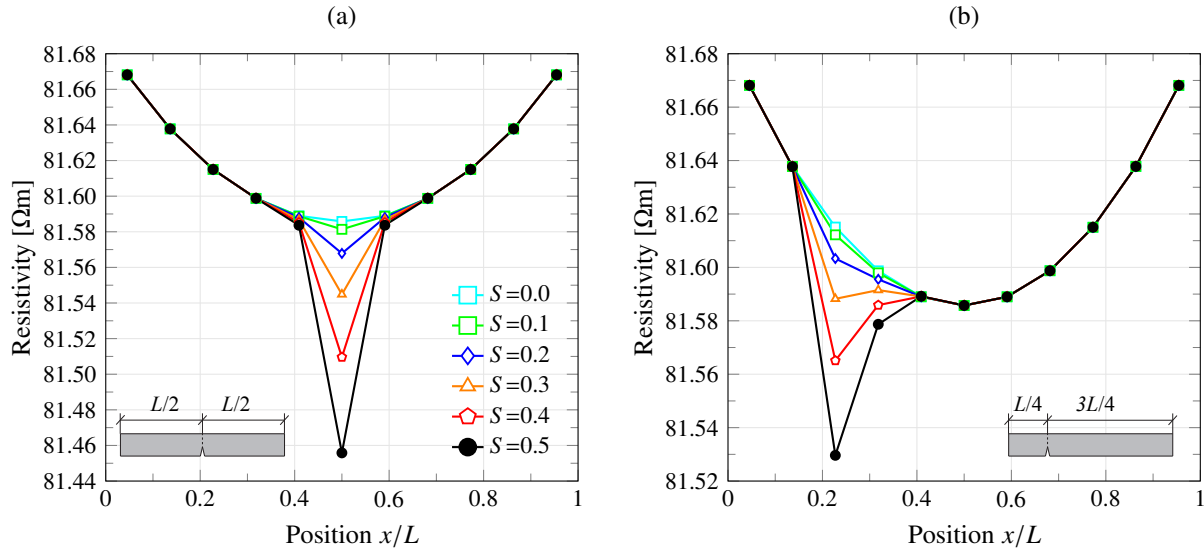 (a)
Resistivity [Ωm]
81.68
81.66
81.64
81.62
81.60
81.58
81.56
81.54
81.52
81.50
81.48
81.46
81.44
S=0.0
S=0.1
S=0.2
S=0.3
S=0.4
S=0.5
L/2 L/2
0 0.2 0.4 0.6 0.8 1
Position x/L
(b)
Resistivity [Ωm]
81.68
81.66
81.64
81.62
81.60
81.58
81.56
81.54
81.52
L/4 3L/4
0 0.2 0.4 0.6 0.8 1
Position x/L